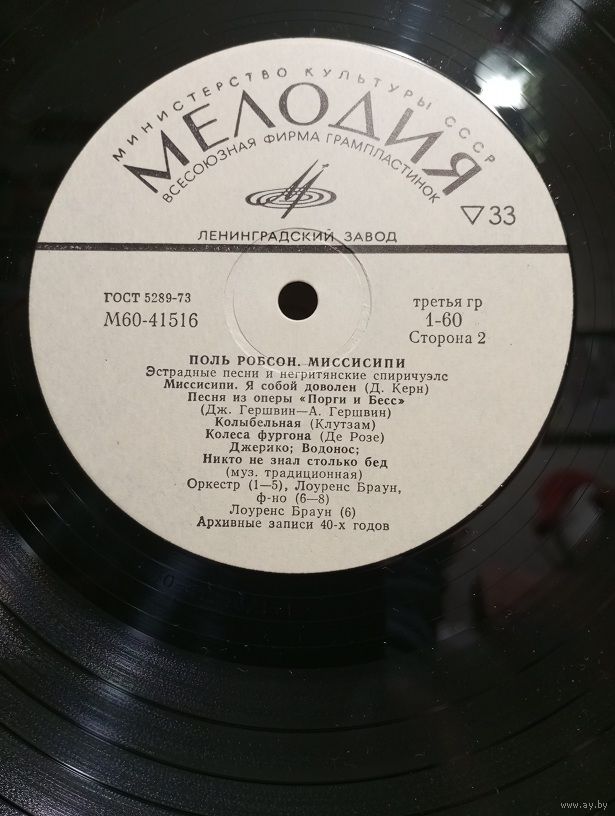 МИНИСТЕРСТВО КУЛЬТУРЫ СССР
МЕЛОДИЯ
ВСЕСОЮЗНАЯ ФИРМА ГРАМПЛАСТИНОК
▽33
ЛЕНИНГРАДСКИЙ ЗАВОД
ГОСТ 5289-73
М60-41516
третья гр
1-60
Сторона 2
ПОЛЬ РОБСОН. МИССИСИПИ
Эстрадные песни и негритянские спиричуэлс
Миссисипи. Я собой доволен (Д. Керн)
Песня из оперы «Порги и Бесс»
(Дж. Гершвин—А. Гершвин)
Колыбельная (Клутзам)
Колеса фургона (Де Розе)
Джерико; Водонос;
Никто не знал столько бед
(муз. традиционная)
Оркестр (1—5), Лоуренс Браун,
ф-но (6—8)
Лоуренс Браун (6)
Архивные записи 40-х годов
www.ay.by